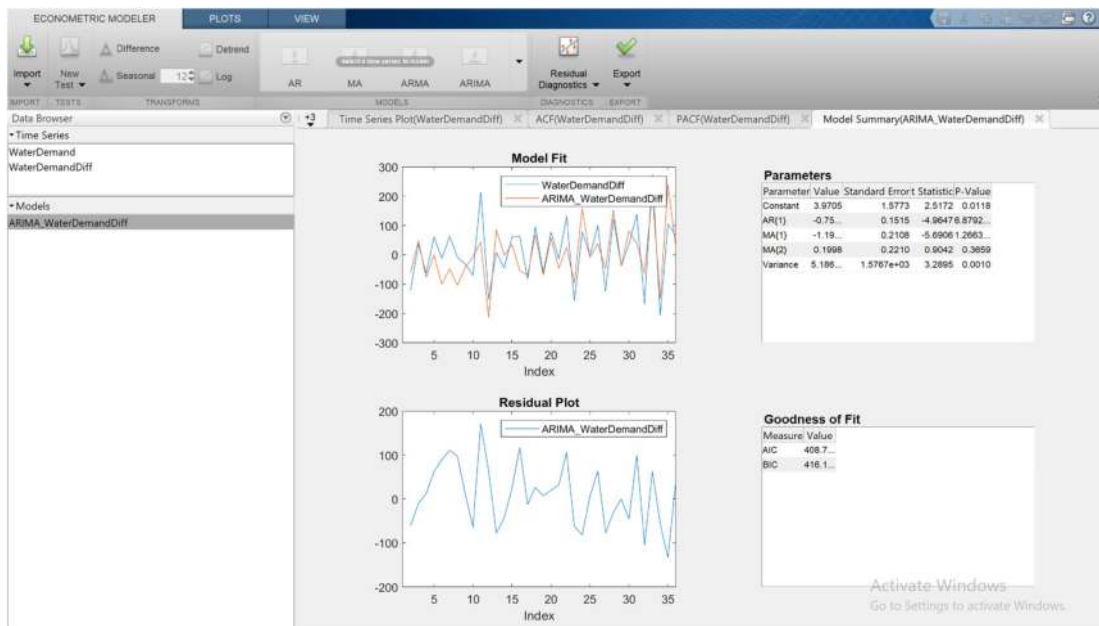 ECONOMETRIC MODELER PLOTS VIEW
Import
New Test
Difference
Seasonal 12
Detrend
Log
Select a time series to model
AR MA ARMA ARIMA
Residual Diagnostics
Export
IMPORT TESTS TRANSFORMS MODELS DIAGNOSTICS EXPORT
Data Browser
Time Series
WaterDemand
WaterDemandDiff
Models
ARIMA_WaterDemandDiff
+3 Time Series Plot(WaterDemandDiff) ACF(WaterDemandDiff) PACF(WaterDemandDiff) Model Summary(ARIMA_WaterDemandDiff)
Model Fit
WaterDemandDiff
ARIMA_WaterDemandDiff
300
200
100
0
-100
-200
-300
5 10 15 20 25 30 35
Index
Residual Plot
ARIMA_WaterDemandDiff
200
100
0
-100
-200
5 10 15 20 25 30 35
Index
Parameters
Parameter Value Standard Error t Statistic P-Value
Constant 3.9705 1.5773 2.5172 0.0118
AR{1} -0.75... 0.1515 -4.9647 6.8792...
MA{1} -1.19... 0.2108 -5.6906 1.2663...
MA{2} 0.1998 0.2210 0.9042 0.3659
Variance 5.186... 1.5767e+03 3.2895 0.0010
Goodness of Fit
Measure Value
AIC 408.7...
BIC 416.1...
Activate Windows
Go to Settings to activate Windows.